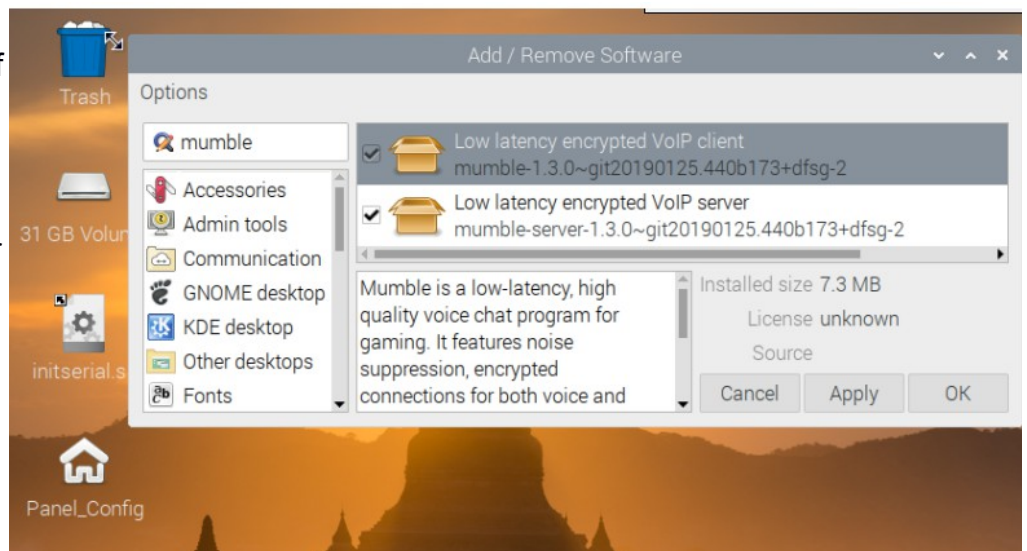 f
Trash
31 GB Volun
initserial.s
Panel_Config
Add / Remove Software
Options
mumble
Accessories
Admin tools
Communication
GNOME desktop
KDE desktop
Other desktops
Fonts
Low latency encrypted VoIP client
mumble-1.3.0~git20190125.440b173+dfsg-2
Low latency encrypted VoIP server
mumble-server-1.3.0~git20190125.440b173+dfsg-2
Mumble is a low-latency, high
quality voice chat program for
gaming. It features noise
suppression, encrypted
connections for both voice and
Installed size 7.3 MB
License unknown
Source
Cancel Apply OK